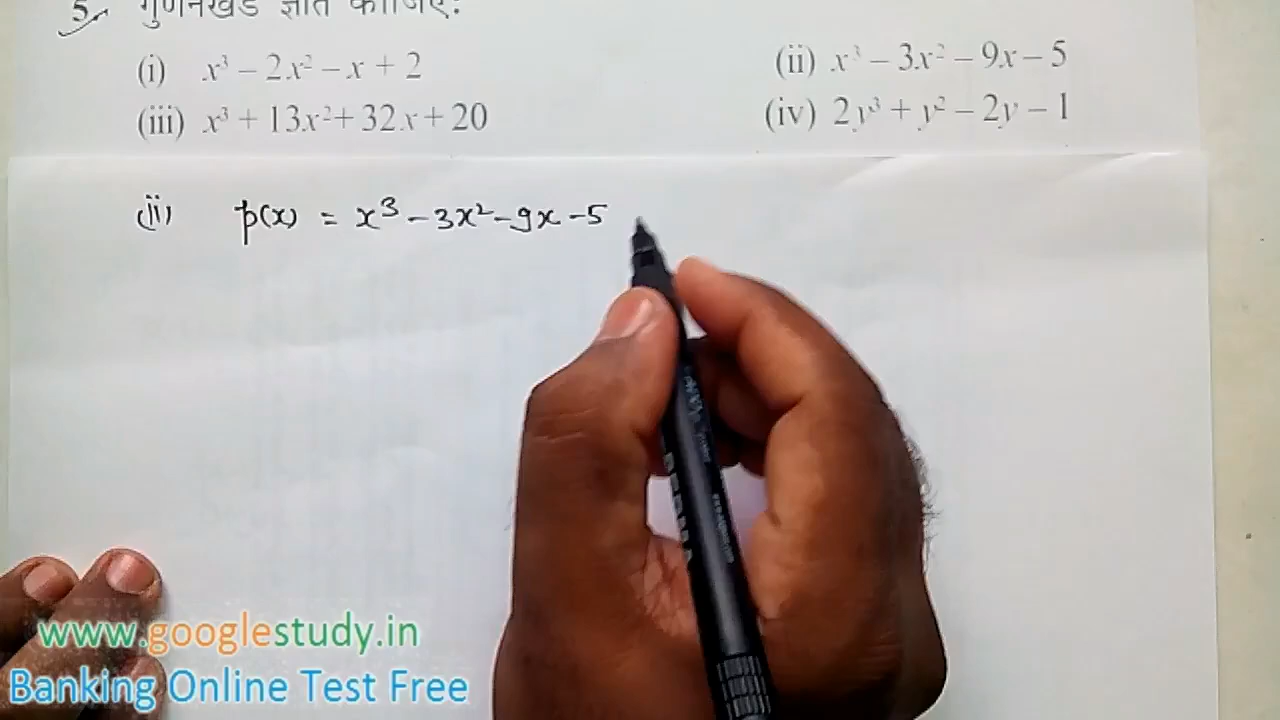 5. गुणनखंड ज्ञात कीजिए:
(i) x³ – 2x² – x + 2 (ii) x³ – 3x² – 9x – 5
(iii) x³ + 13x² + 32x + 20 (iv) 2y³ + y² – 2y – 1
(ii) p(x) = x³ - 3x² - 9x - 5
www.googlestudy.in
Banking Online Test Free